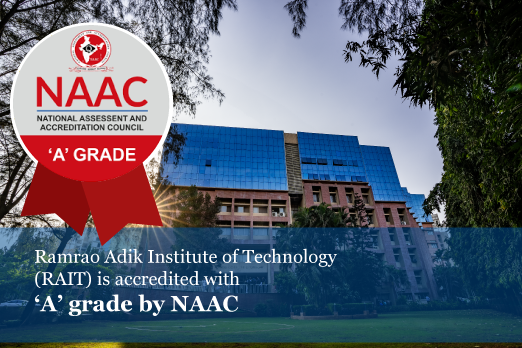 NAAC
NATIONAL ASSESSMENT AND
ACCREDITATION COUNCIL
‘A’ GRADE
Ramrao Adik Institute of Technology
(RAIT) is accredited with
‘A’ grade by NAAC